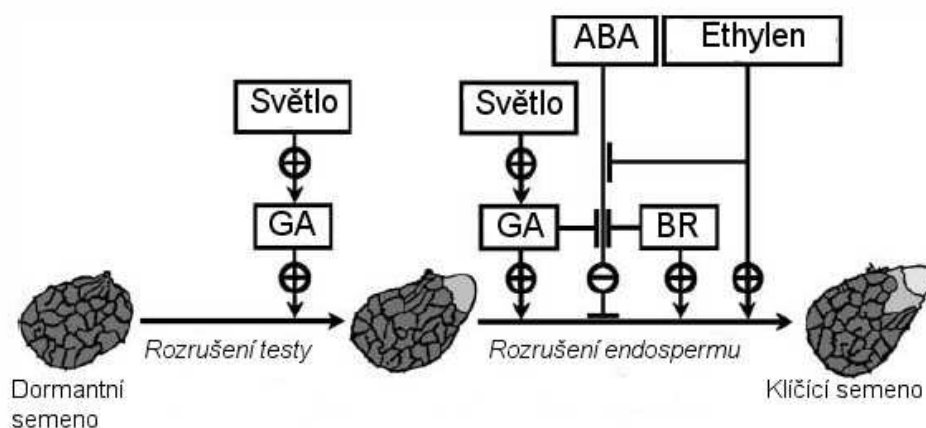 ABA
Ethylen
Světlo
Světlo
GA
GA
BR
Rozrušení testy
Rozrušení endospermu
Dormantní
semeno
Klíčící semeno